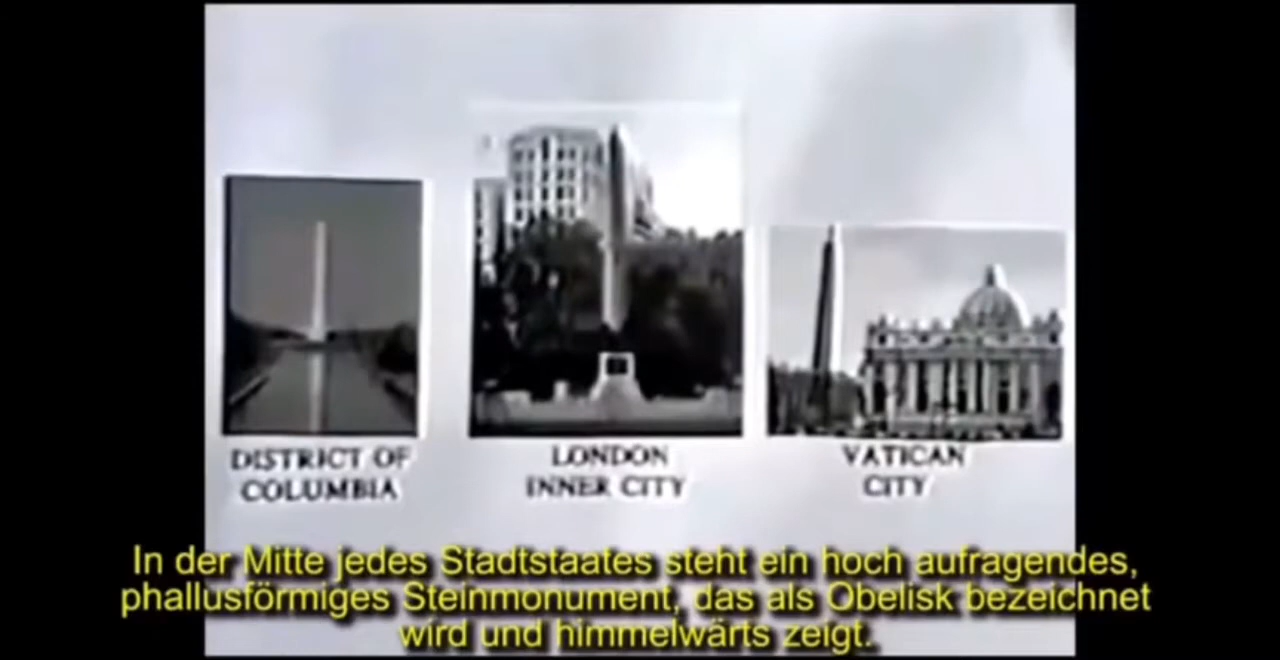 DISTRICT OF
COLUMBIA
LONDON
INNER CITY
VATICAN
CITY
In der Mitte jedes Stadtstaates steht ein hoch aufragendes,
phallusförmiges Steinmonument, das als Obelisk bezeichnet
wird und himmelwärts zeigt.